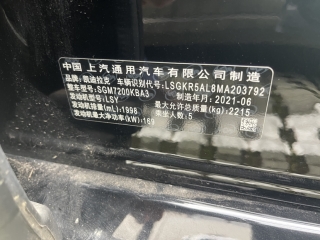 中国 上汽通用汽车有限公司制造
品牌：凯迪拉克 车辆识别代号：LSGKR5AL8MA203792
整车型号：SGM7200KBA3 制造年月：2021-06
发动机型号：LSY 最大允许总质量(kg)：2215
发动机排量(mL)：1998 乘坐人数：5
发动机最大净功率(kW)：169